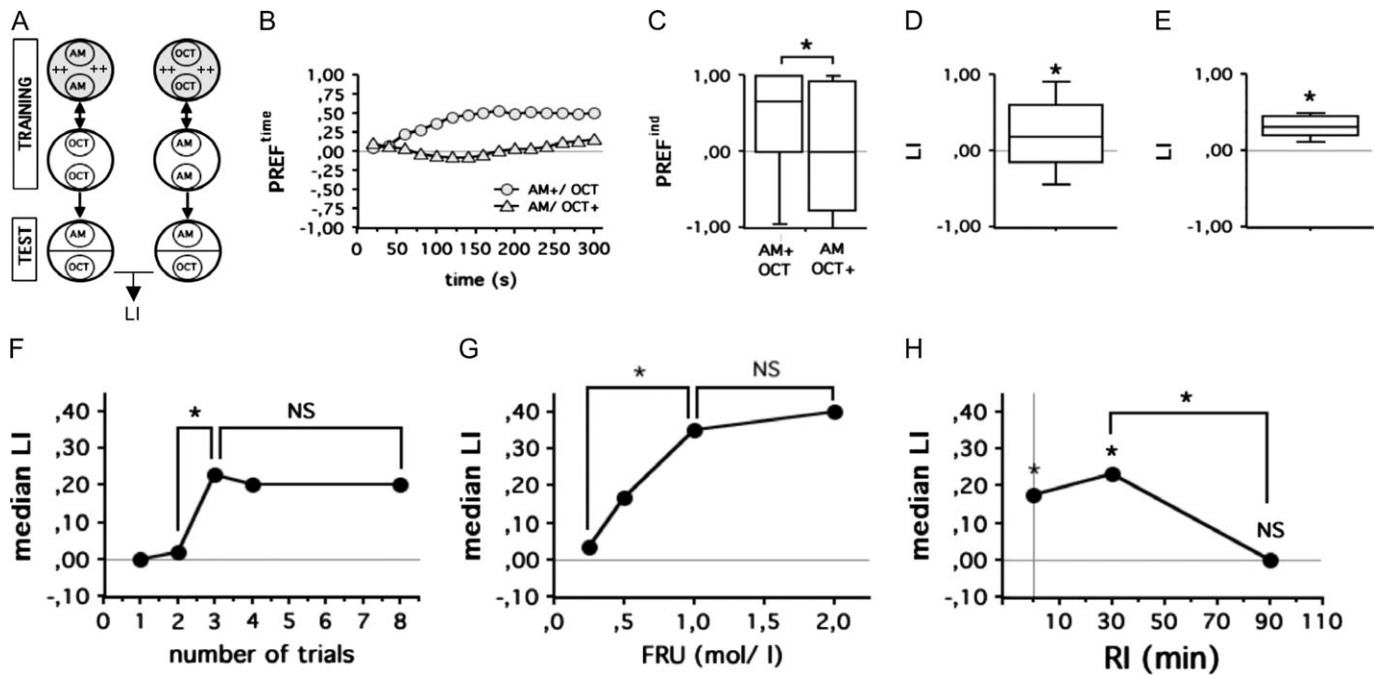 A
TRAINING
TEST
AM
++ ++
AM
OCT
++ ++
OCT
OCT
OCT
AM
AM
AM
OCT
AM
OCT
LI
B
PREFtime
1,00
,75
,50
,25
,00
-,25
-,50
-,75
-1,00
AM+/ OCT
AM/ OCT+
0 50 100 150 200 250 300
time (s)
C
*
PREFind
1,00
,00
-1,00
AM+ AM
OCT OCT+
D
*
LI
1,00
,00
-1,00
E
*
LI
1,00
,00
-1,00
F
median LI
,40
,30
,20
,10
,00
-,10
* NS
0 1 2 3 4 5 6 7 8
number of trials
G
median LI
,40
,30
,20
,10
,00
-,10
* NS
,0 ,5 1,0 1,5 2,0
FRU (mol/ l)
H
median LI
,40
,30
,20
,10
,00
-,10
*
* *
NS
10 30 50 70 90 110
RI (min)